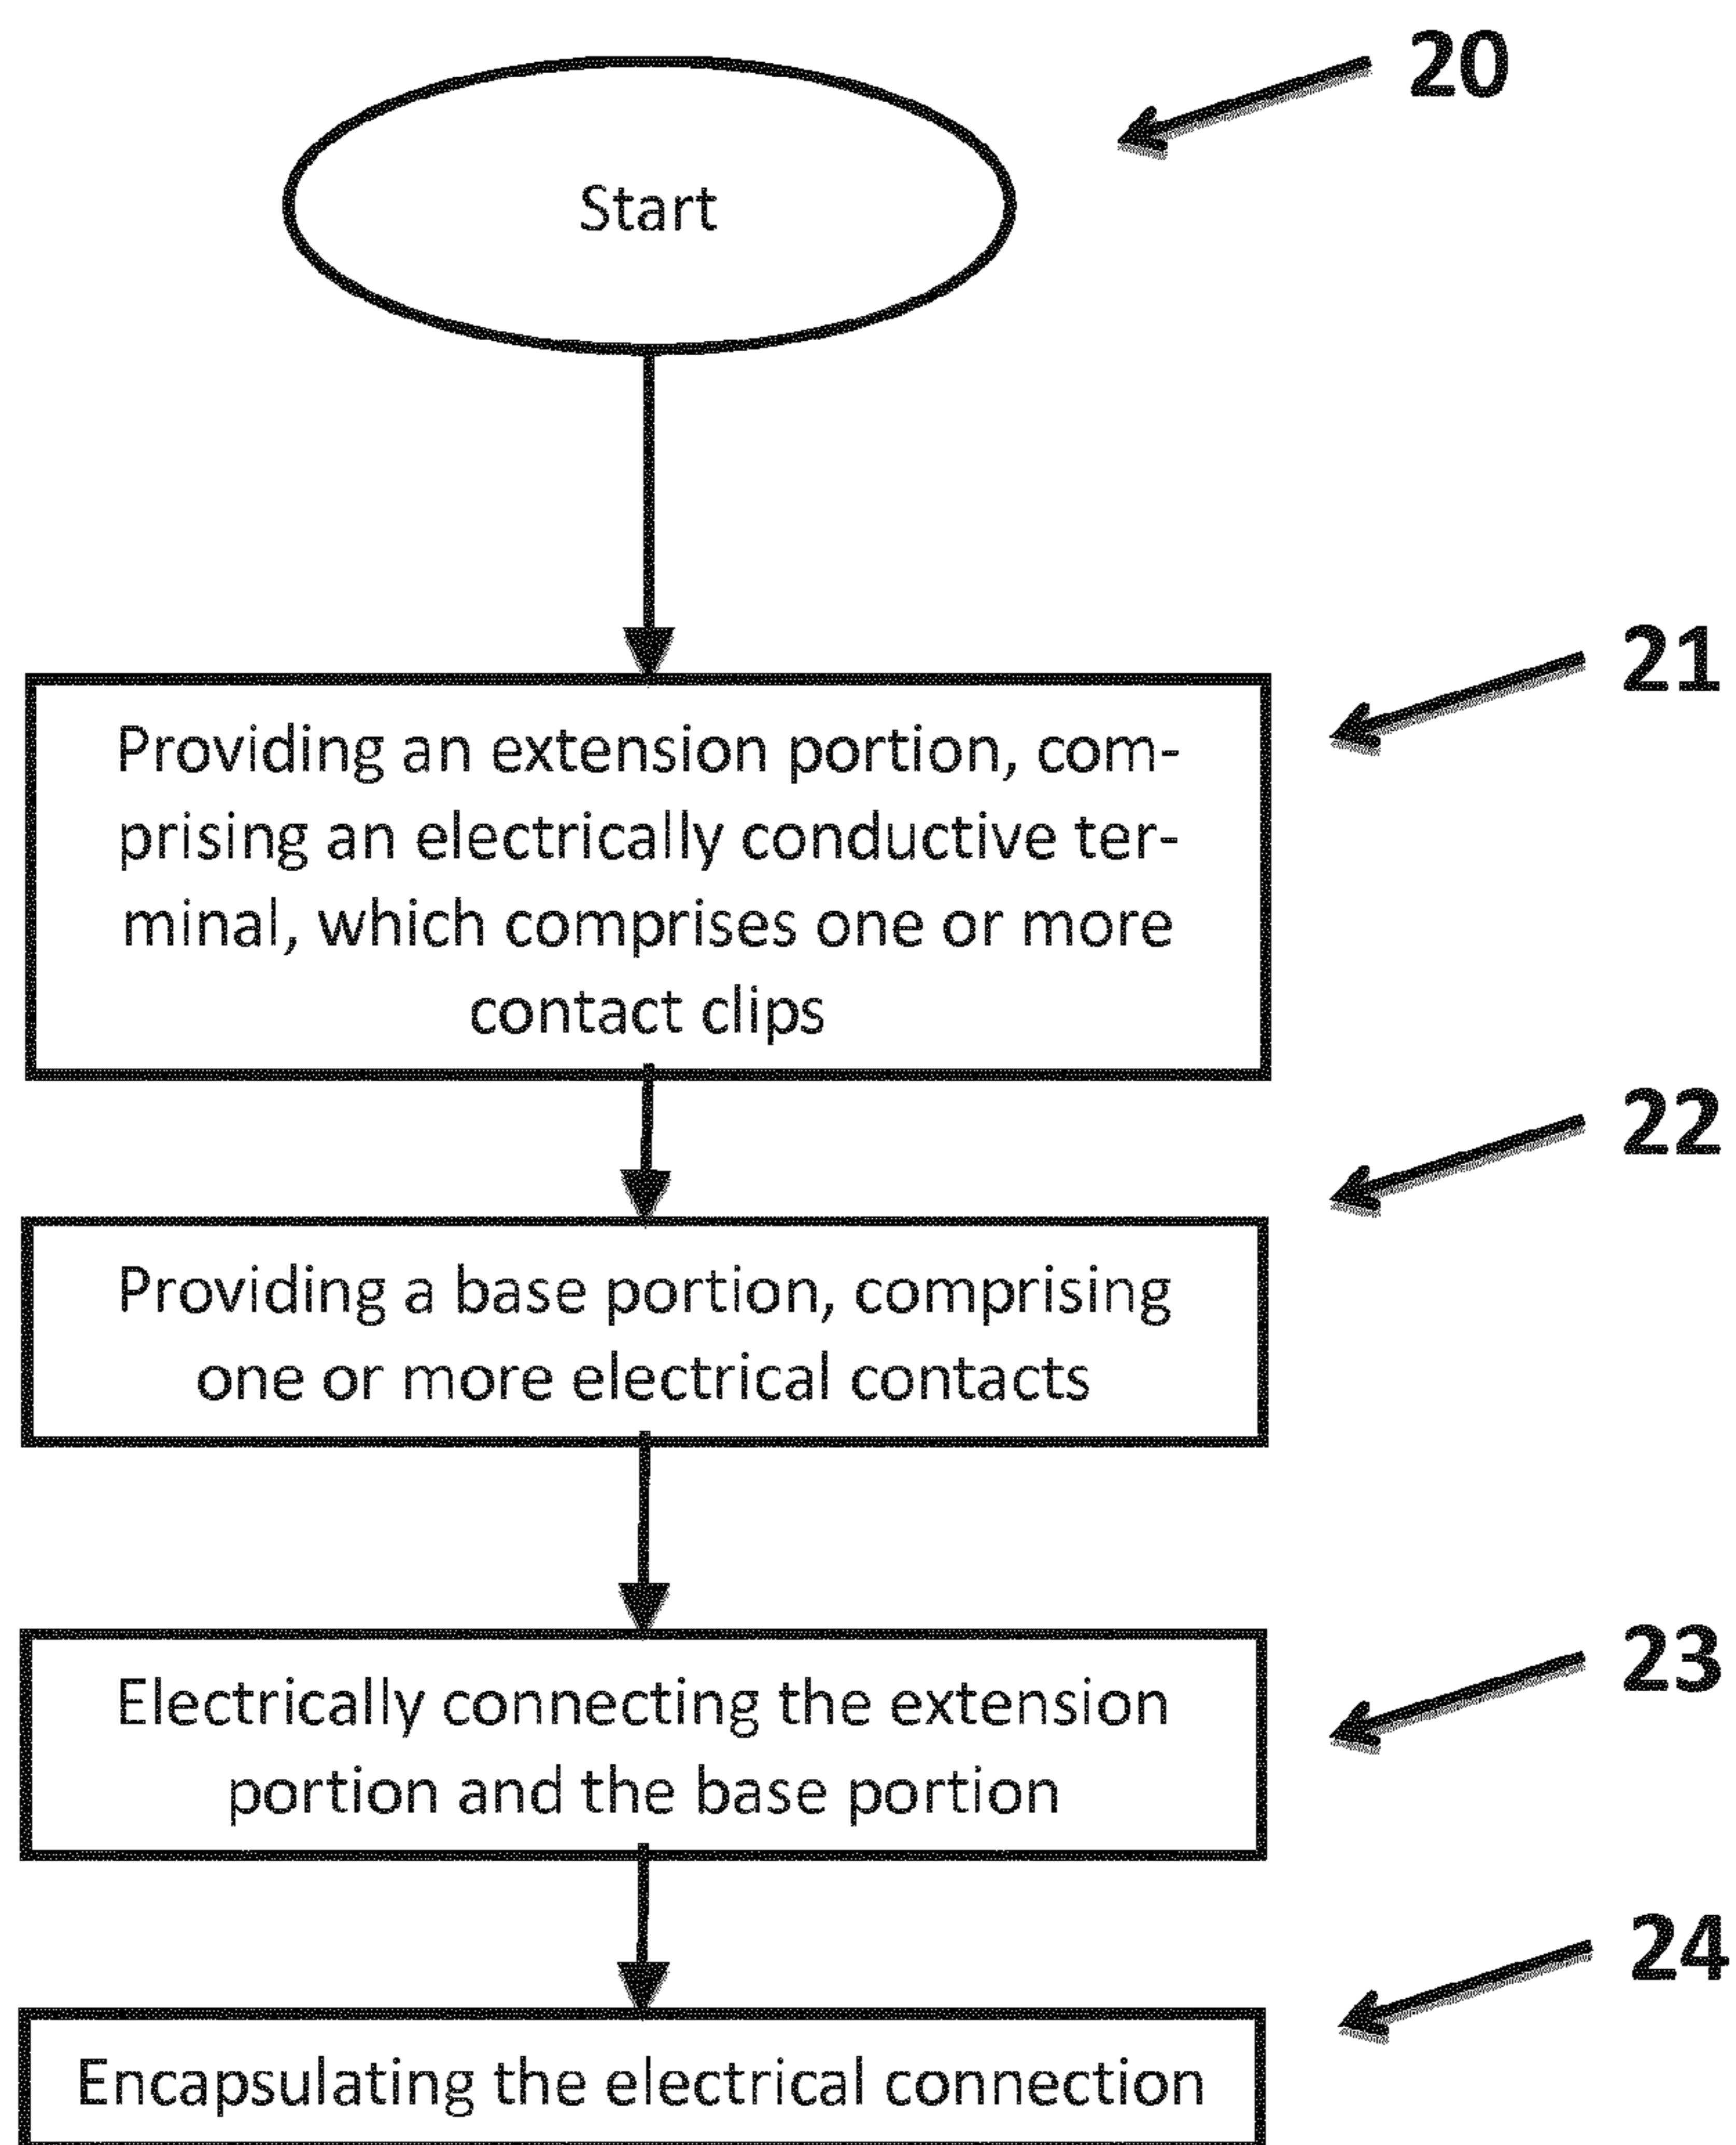 20
Start
21
Providing an extension portion, com-
prising an electrically conductive ter-
minal, which comprises one or more
contact clips
22
Providing a base portion, comprising
one or more electrical contacts
23
Electrically connecting the extension
portion and the base portion
24
Encapsulating the electrical connection